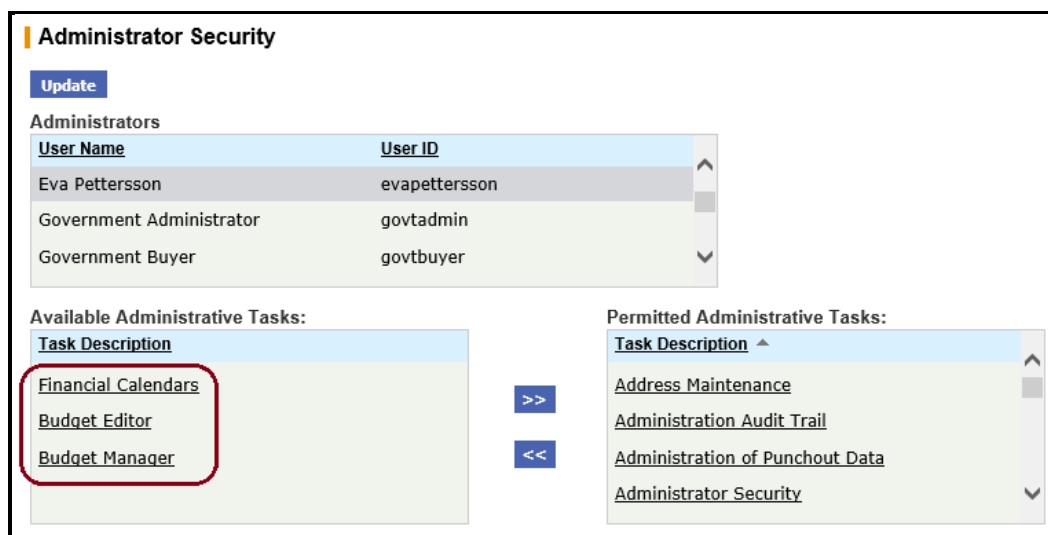 Administrator Security
Update
Administrators
User Name User ID
Eva Pettersson evapettersson
Government Administrator govtadmin
Government Buyer govtbuyer
Available Administrative Tasks:
Task Description
Financial Calendars
Budget Editor
Budget Manager
>>
<<
Permitted Administrative Tasks:
Task Description
Address Maintenance
Administration Audit Trail
Administration of Punchout Data
Administrator Security